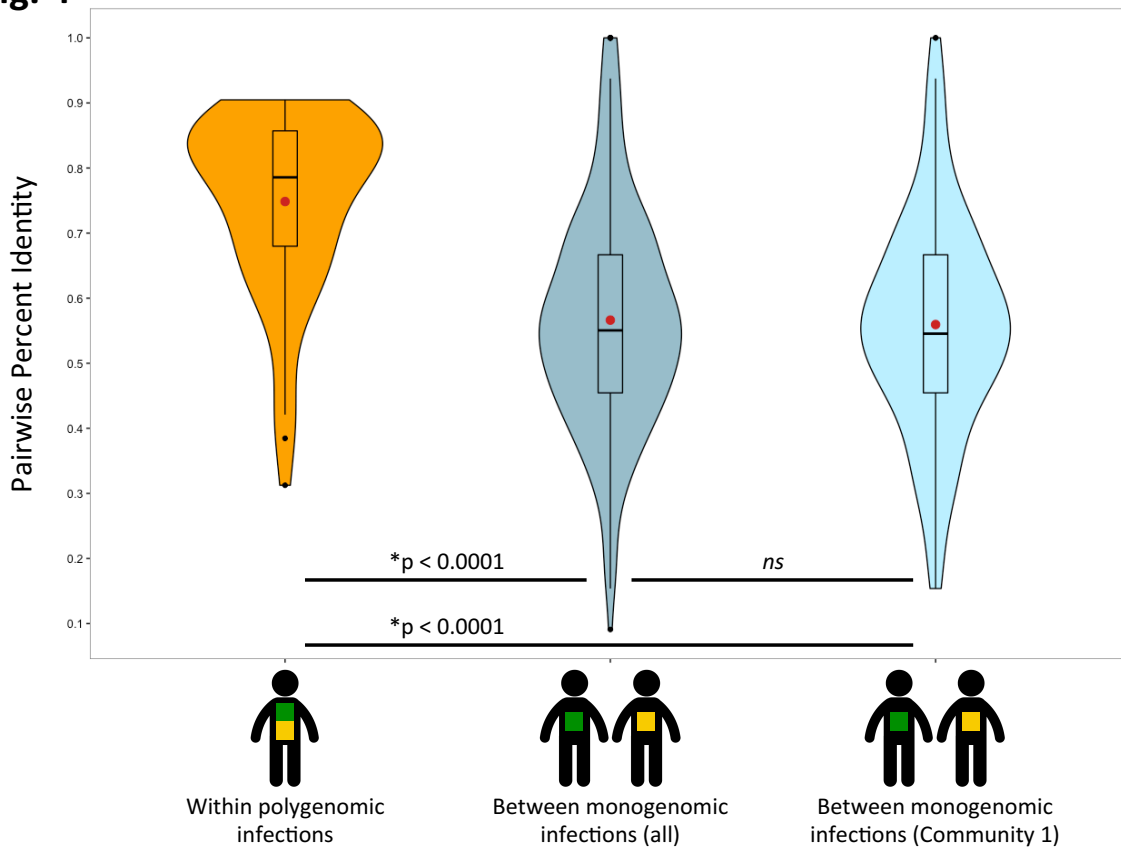 Pairwise Percent Identity
1.0
0.9
0.8
0.7
0.6
0.5
0.4
0.3
0.2
0.1
*p < 0.0001
ns
*p < 0.0001
Within polygenomic
infections
Between monogenomic
infections (all)
Between monogenomic
infections (Community 1)